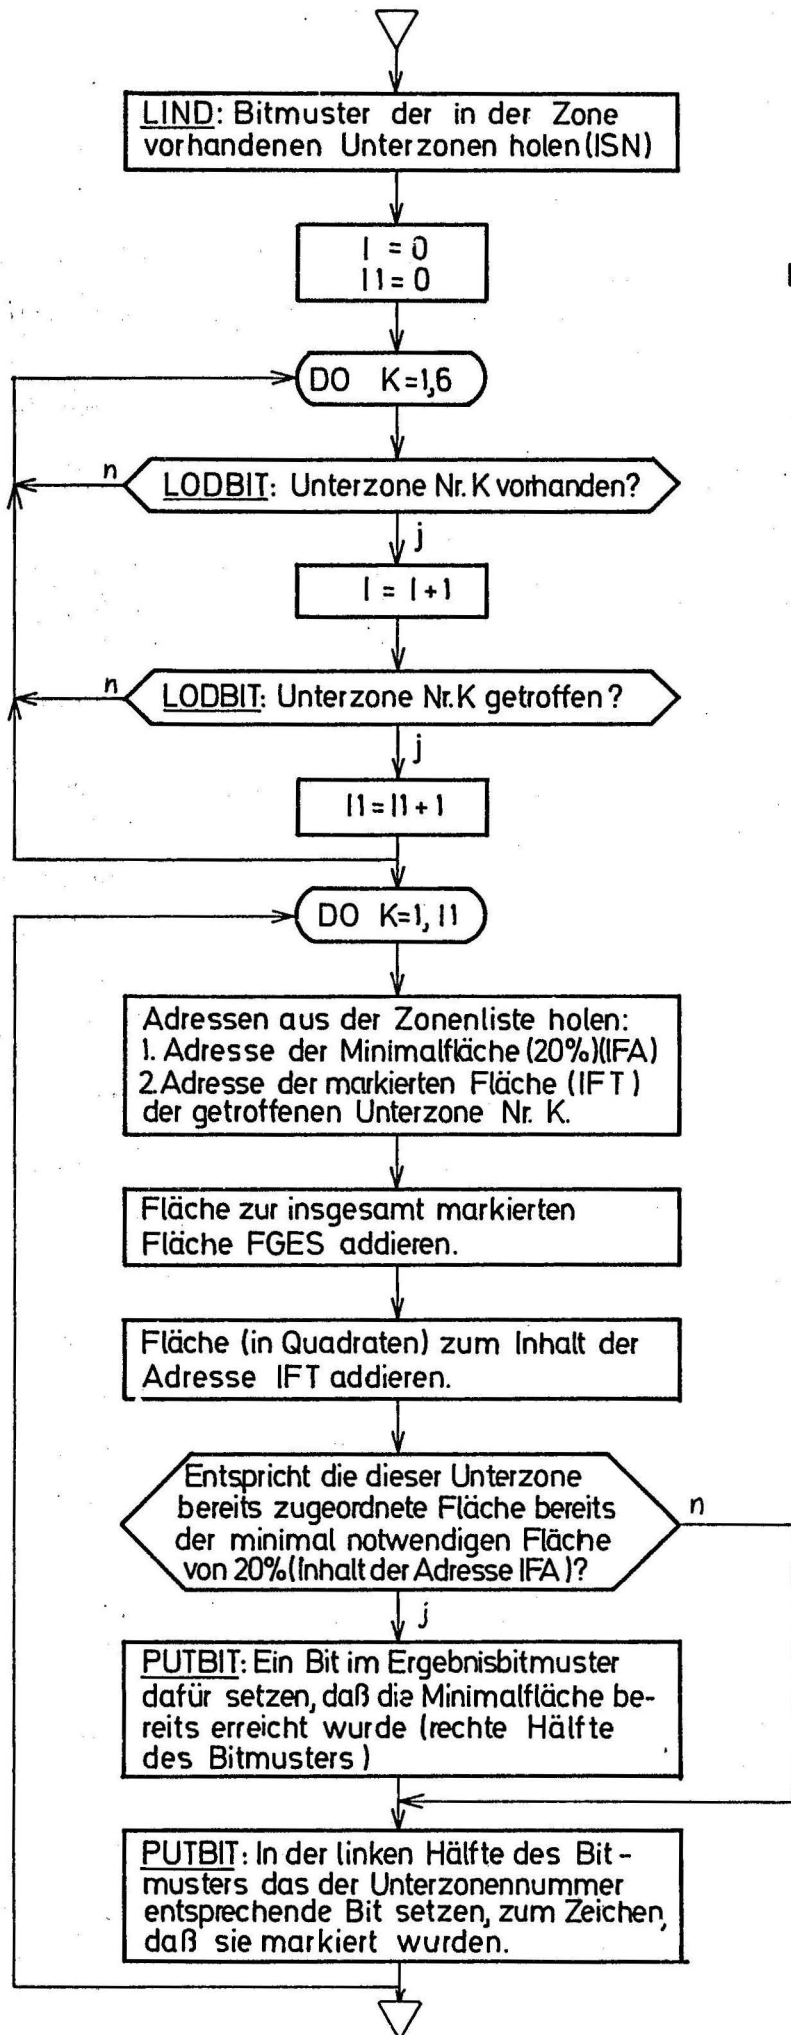 LIND: Bitmuster der in der Zone
vorhandenen Unterzonen holen (ISN)
I = 0
I1 = 0
DO K=1,6
n
LODBIT: Unterzone Nr. K vorhanden?
j
I = I + 1
n
LODBIT: Unterzone Nr. K getroffen ?
j
I1 = I1 + 1
DO K=1, I1
Adressen aus der Zonenliste holen:
1. Adresse der Minimalfläche (20%)(IFA)
2. Adresse der markierten Fläche (IFT)
der getroffenen Unterzone Nr. K.
Fläche zur insgesamt markierten
Fläche FGES addieren.
Fläche (in Quadraten) zum Inhalt der
Adresse IFT addieren.
Entspricht die dieser Unterzone
bereits zugeordnete Fläche bereits
der minimal notwendigen Fläche
von 20% (Inhalt der Adresse IFA)?
n
j
PUTBIT: Ein Bit im Ergebnisbitmuster
dafür setzen, daß die Minimalfläche be-
reits erreicht wurde (rechte Hälfte
des Bitmusters)
PUTBIT: In der linken Hälfte des Bit-
musters das der Unterzonennummer
entsprechende Bit setzen, zum Zeichen,
daß sie markiert wurden.